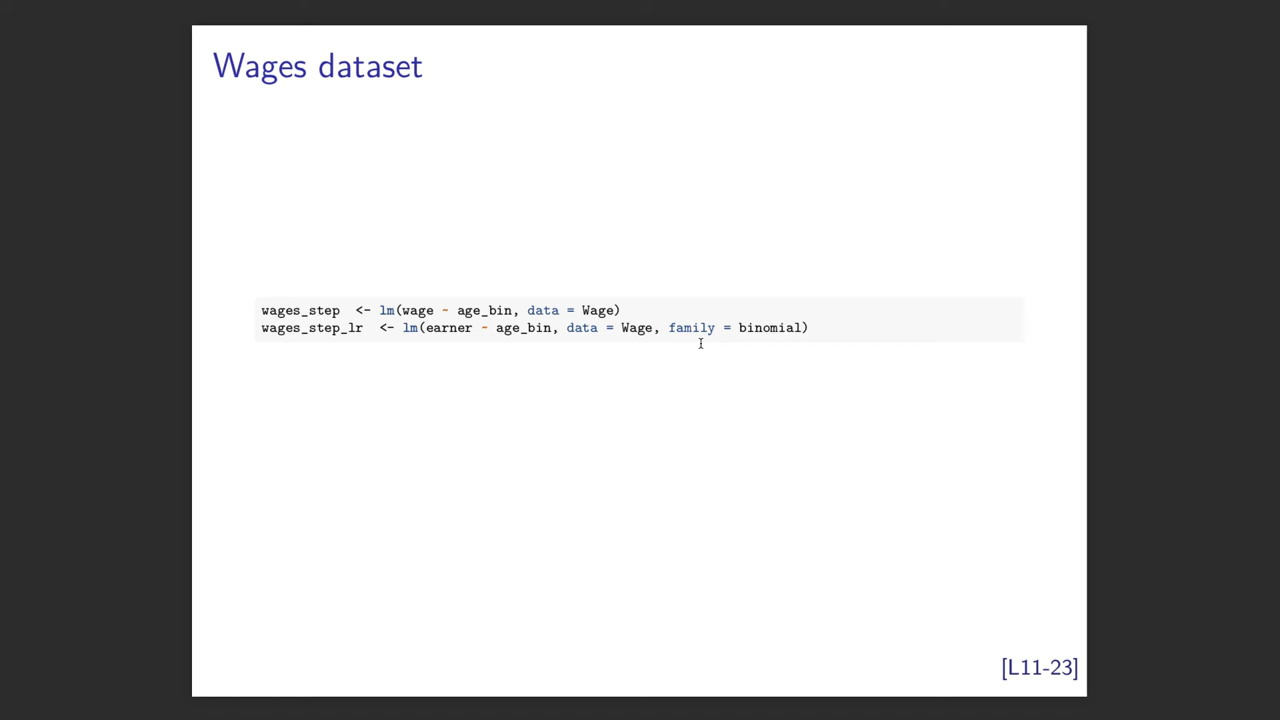 Wages dataset
wages_step  <- lm(wage ~ age_bin, data = Wage)
wages_step_lr  <- lm(earner ~ age_bin, data = Wage, family = binomial)
[L11-23]